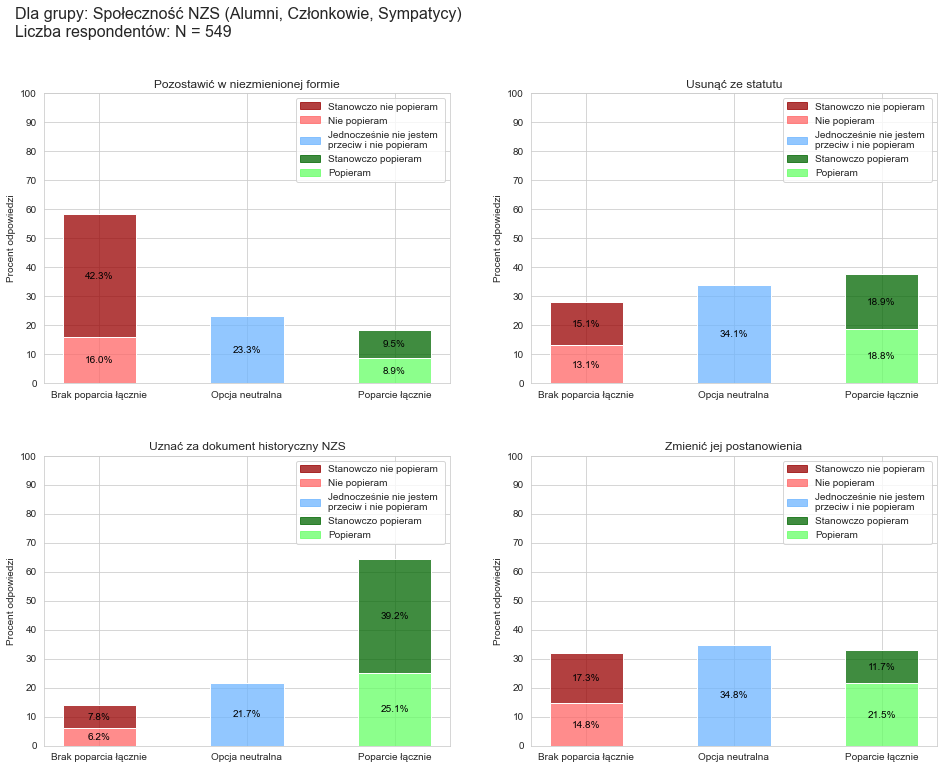 Dla grupy: Społeczność NZS (Alumni, Członkowie, Sympatycy)
Liczba respondentów: N = 549
Pozostawić w niezmienionej formie
Procent odpowiedzi
100
90
80
70
60
50
40
30
20
10
0
Stanowczo nie popieram
Nie popieram
Jednocześnie nie jestem
przeciw i nie popieram
Stanowczo popieram
Popieram
42.3%
16.0%
23.3%
9.5%
8.9%
Brak poparcia łącznie
Opcja neutralna
Poparcie łącznie
Usunąć ze statutu
Procent odpowiedzi
100
90
80
70
60
50
40
30
20
10
0
Stanowczo nie popieram
Nie popieram
Jednocześnie nie jestem
przeciw i nie popieram
Stanowczo popieram
Popieram
15.1%
13.1%
34.1%
18.9%
18.8%
Brak poparcia łącznie
Opcja neutralna
Poparcie łącznie
Uznać za dokument historyczny NZS
Procent odpowiedzi
100
90
80
70
60
50
40
30
20
10
0
Stanowczo nie popieram
Nie popieram
Jednocześnie nie jestem
przeciw i nie popieram
Stanowczo popieram
Popieram
7.8%
6.2%
21.7%
39.2%
25.1%
Brak poparcia łącznie
Opcja neutralna
Poparcie łącznie
Zmienić jej postanowienia
Procent odpowiedzi
100
90
80
70
60
50
40
30
20
10
0
Stanowczo nie popieram
Nie popieram
Jednocześnie nie jestem
przeciw i nie popieram
Stanowczo popieram
Popieram
17.3%
14.8%
34.8%
11.7%
21.5%
Brak poparcia łącznie
Opcja neutralna
Poparcie łącznie